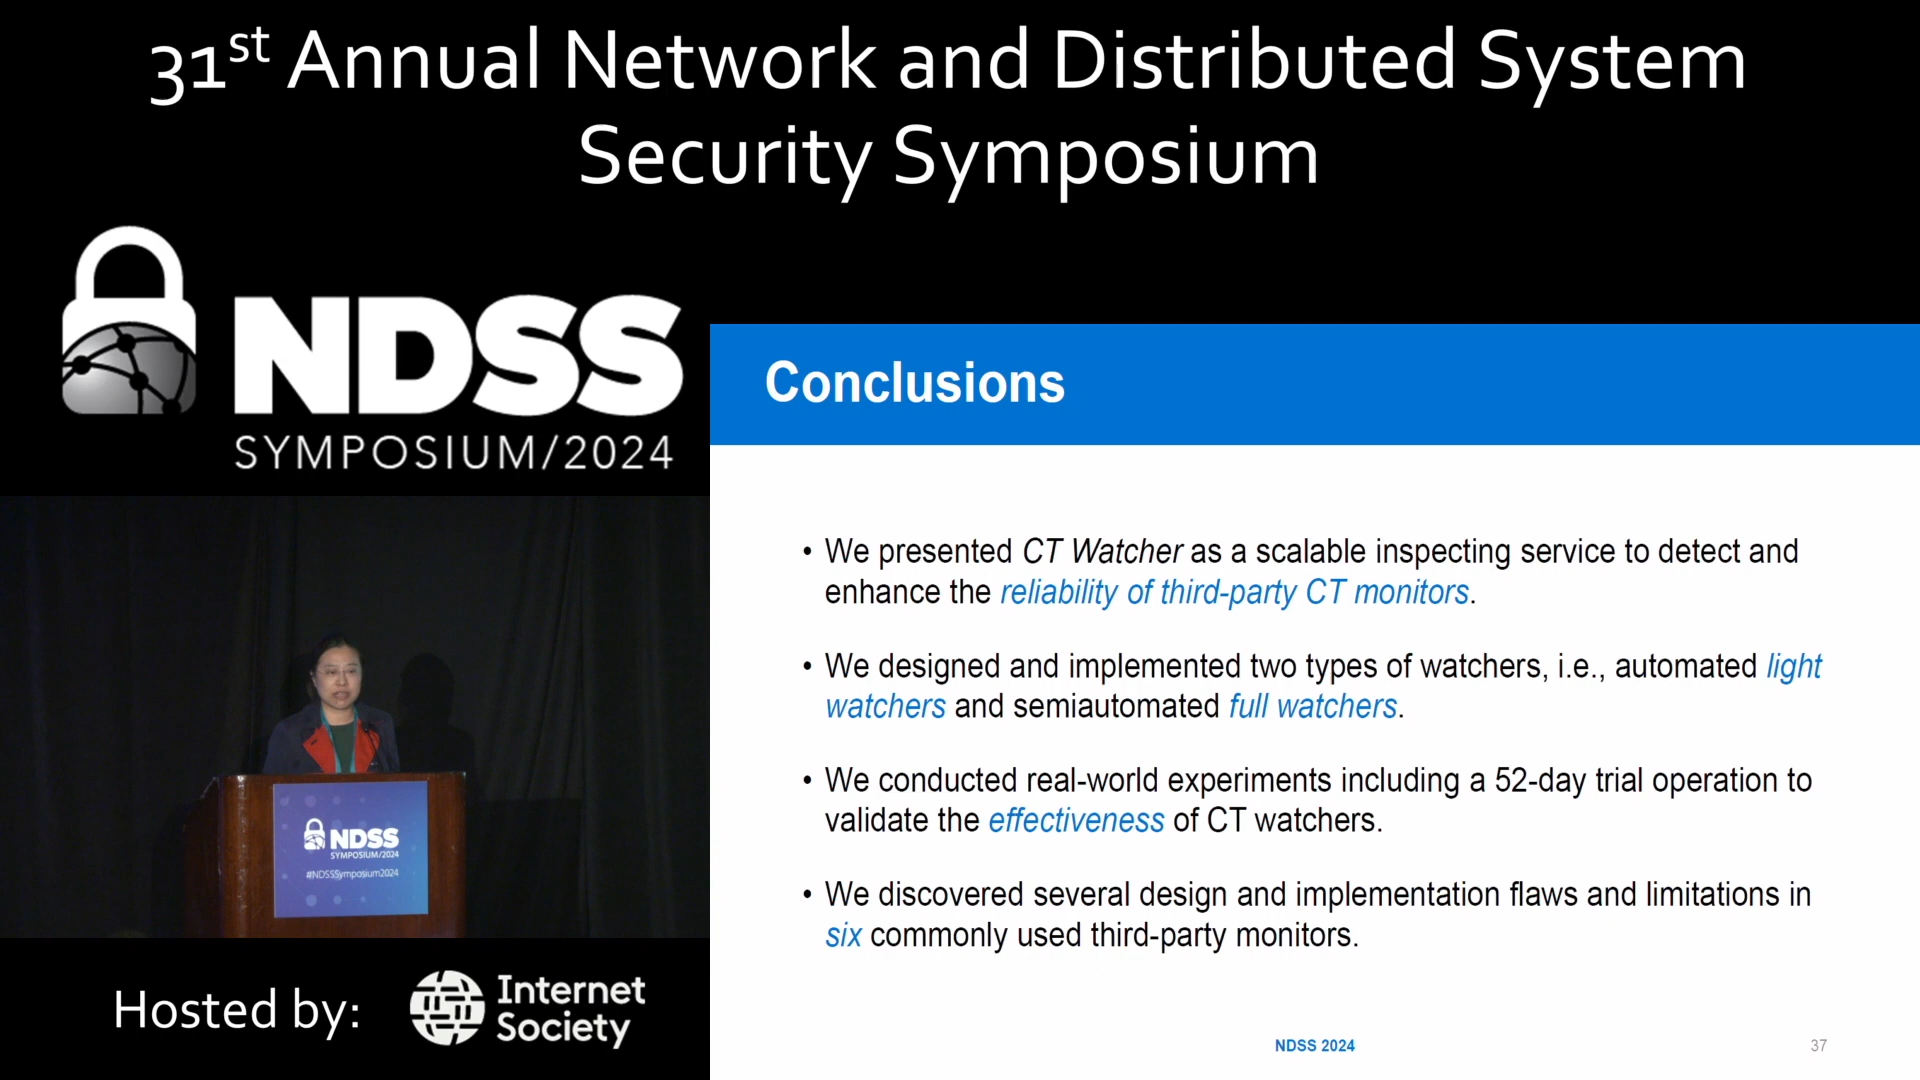 31st Annual Network and Distributed System
Security Symposium
NDSS
SYMPOSIUM/2024
Conclusions
• We presented CT Watcher as a scalable inspecting service to detect and
enhance the reliability of third-party CT monitors.
• We designed and implemented two types of watchers, i.e., automated light
watchers and semiautomated full watchers.
• We conducted real-world experiments including a 52-day trial operation to
validate the effectiveness of CT watchers.
• We discovered several design and implementation flaws and limitations in
six commonly used third-party monitors.
NDSS 2024
37
NDSS
SYMPOSIUM/2024
#NDSSSymposium2024
Hosted by:
Internet
Society